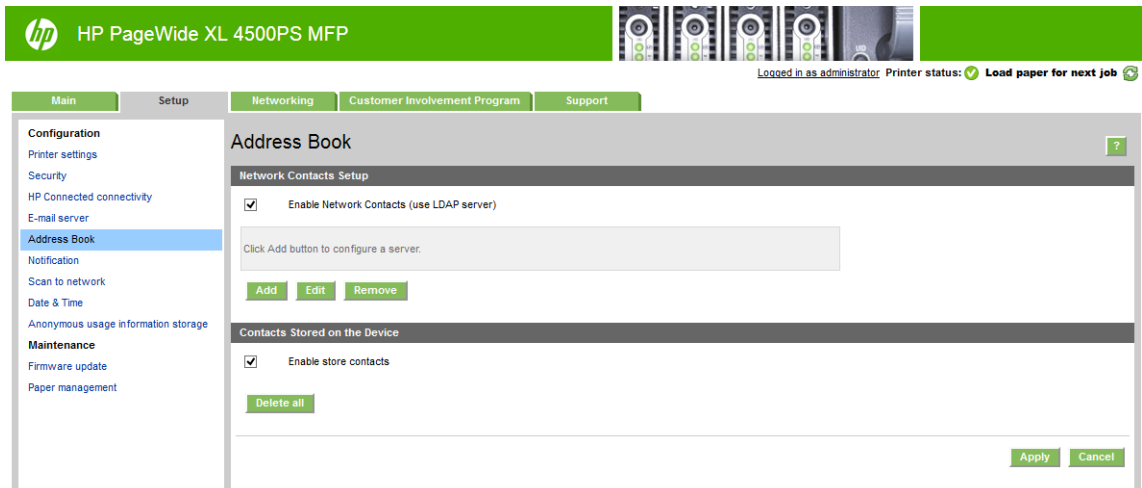 hp HP PageWide XL 4500PS MFP
UID
Logged in as administrator Printer status: Load paper for next job
Main Setup Networking Customer Involvement Program Support
Configuration
Printer settings
Security
HP Connected connectivity
E-mail server
Address Book
Notification
Scan to network
Date & Time
Anonymous usage information storage
Maintenance
Firmware update
Paper management
Address Book ?
Network Contacts Setup
Enable Network Contacts (use LDAP server)
Click Add button to configure a server.
Add Edit Remove
Contacts Stored on the Device
Enable store contacts
Delete all
Apply Cancel